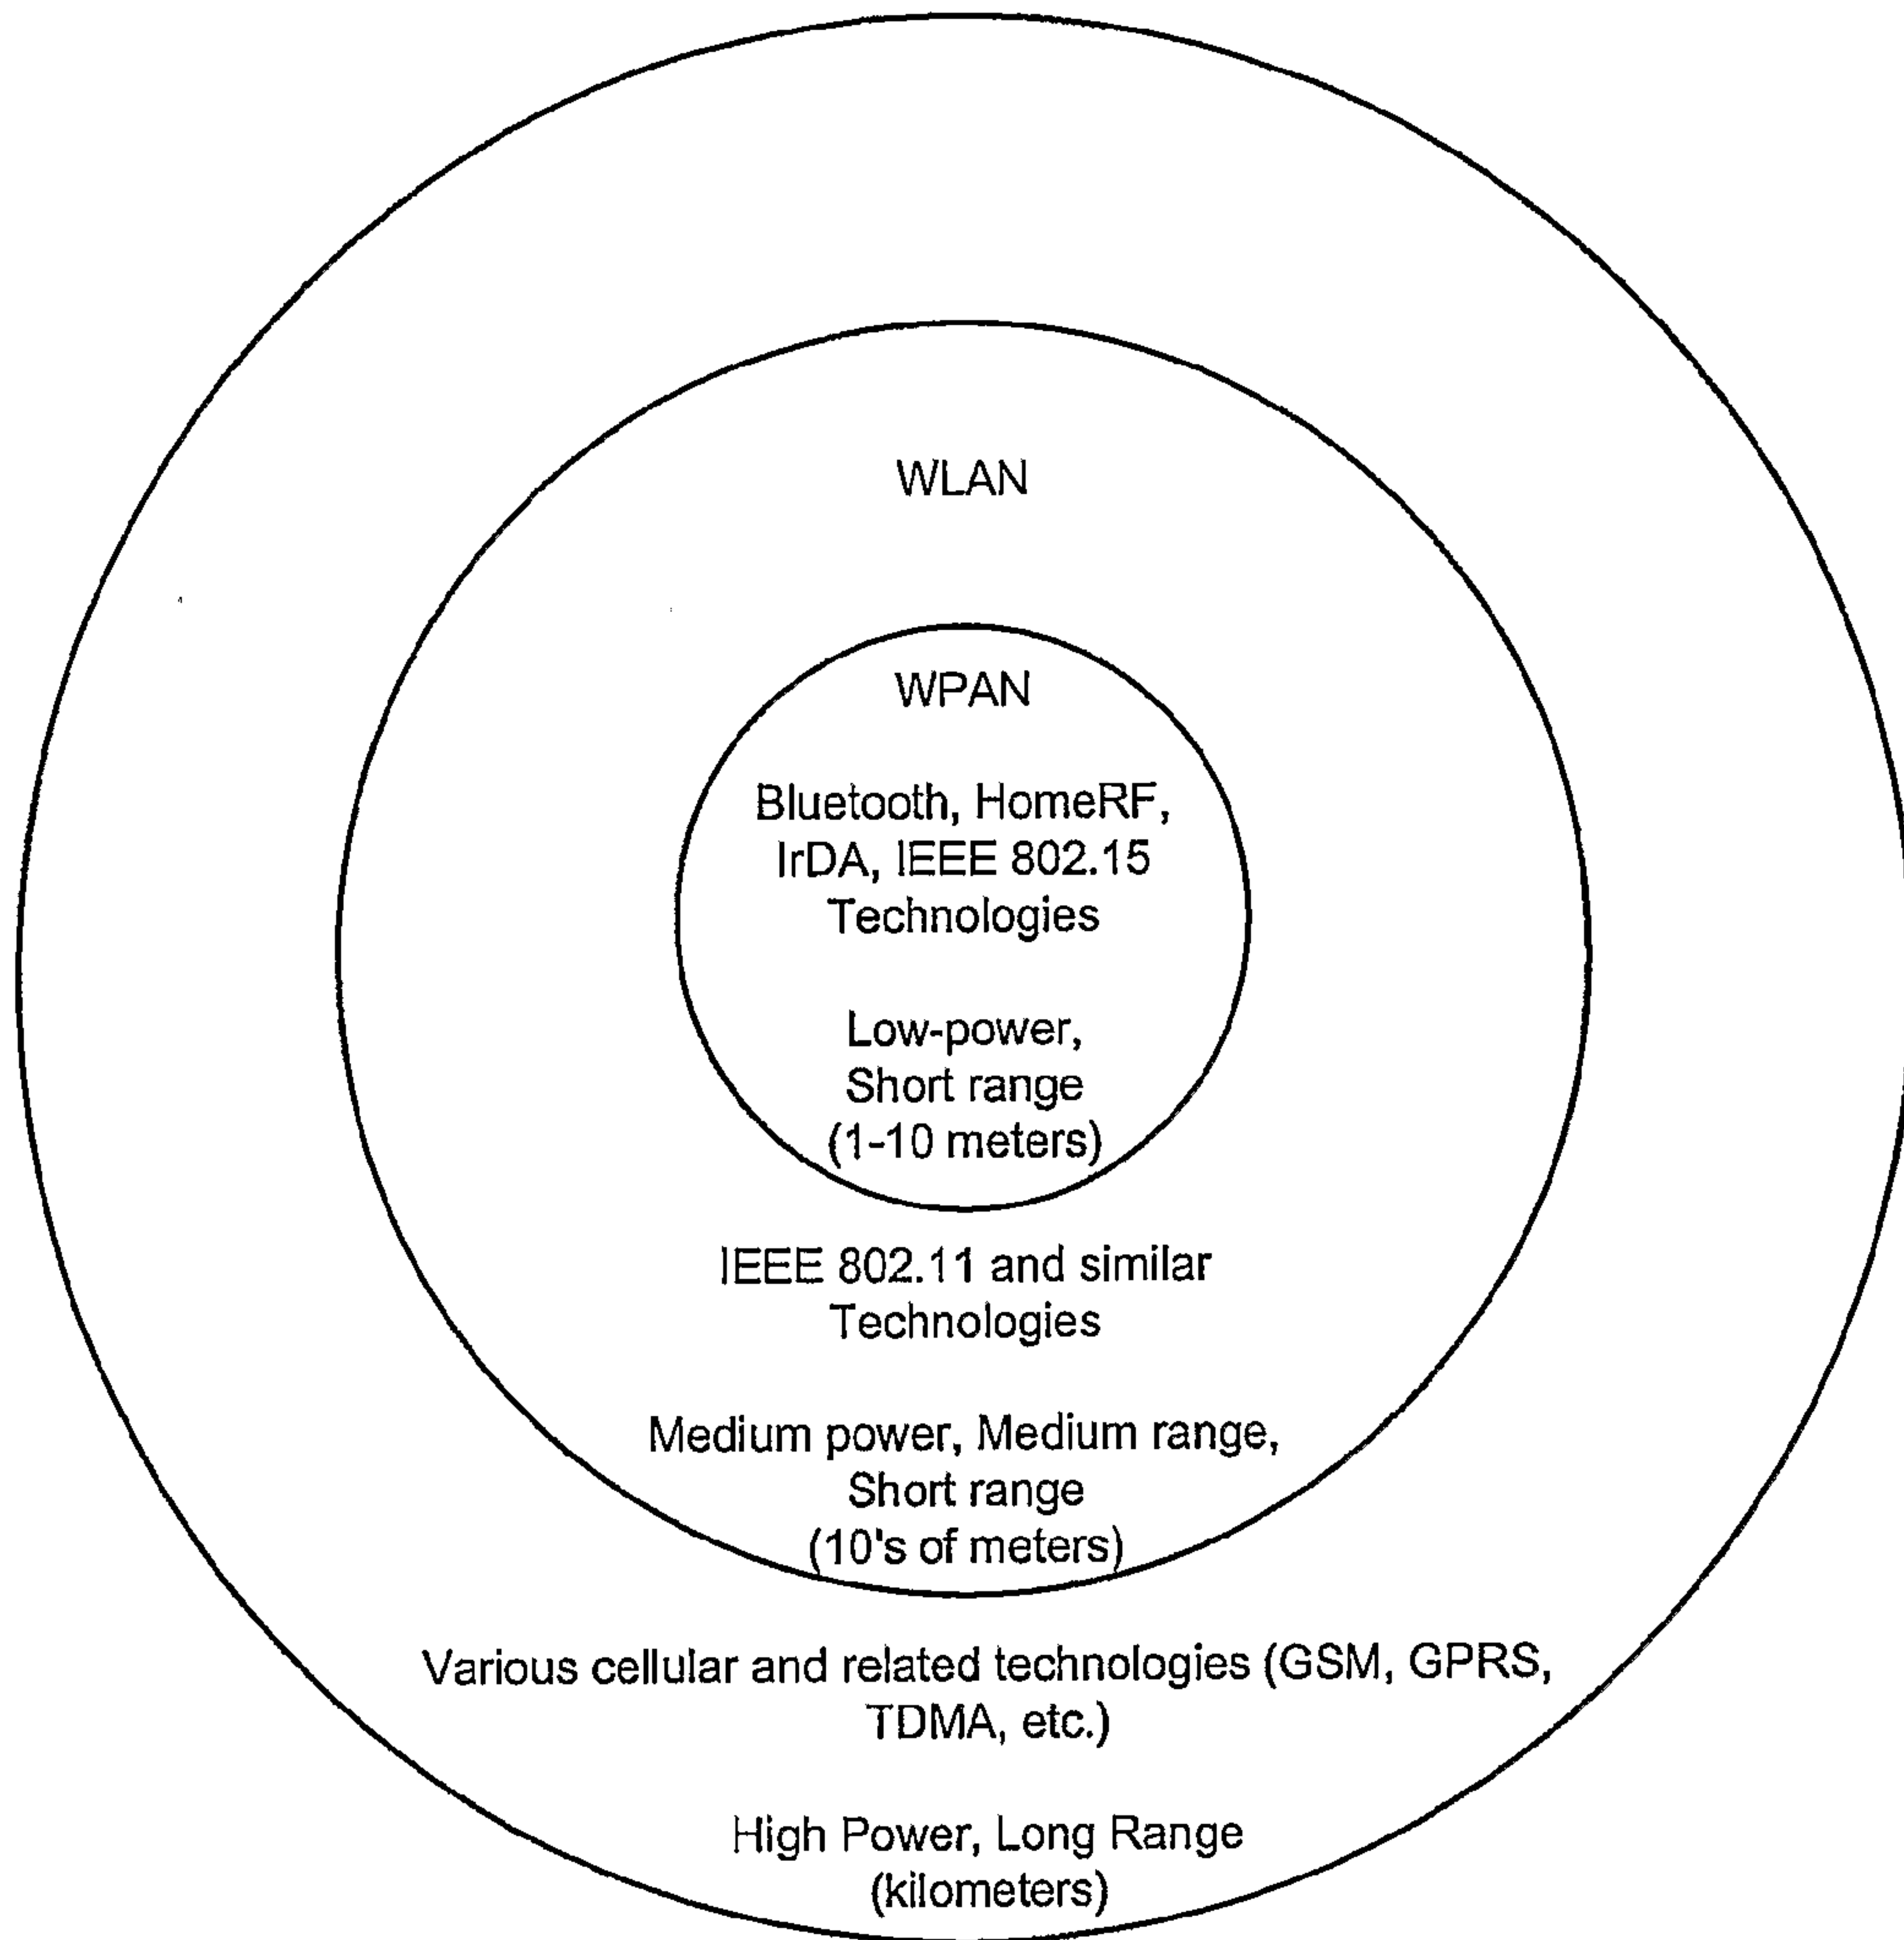 WLAN
WPAN
Bluetooth, HomeRF,
IrDA, IEEE 802.15
Technologies
Low-power,
Short range
(1-10 meters)
IEEE 802.11 and similar
Technologies
Medium power, Medium range,
Short range
(10's of meters)
Various cellular and related technologies (GSM, GPRS,
TDMA, etc.)
High Power, Long Range
(kilometers)